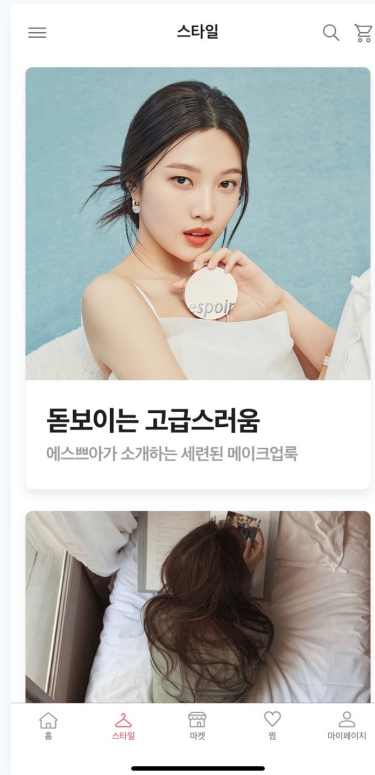 스타일
espoir
돋보이는 고급스러움
에스쁘아가 소개하는 세련된 메이크업룩
홈
스타일
마켓
찜
마이페이지